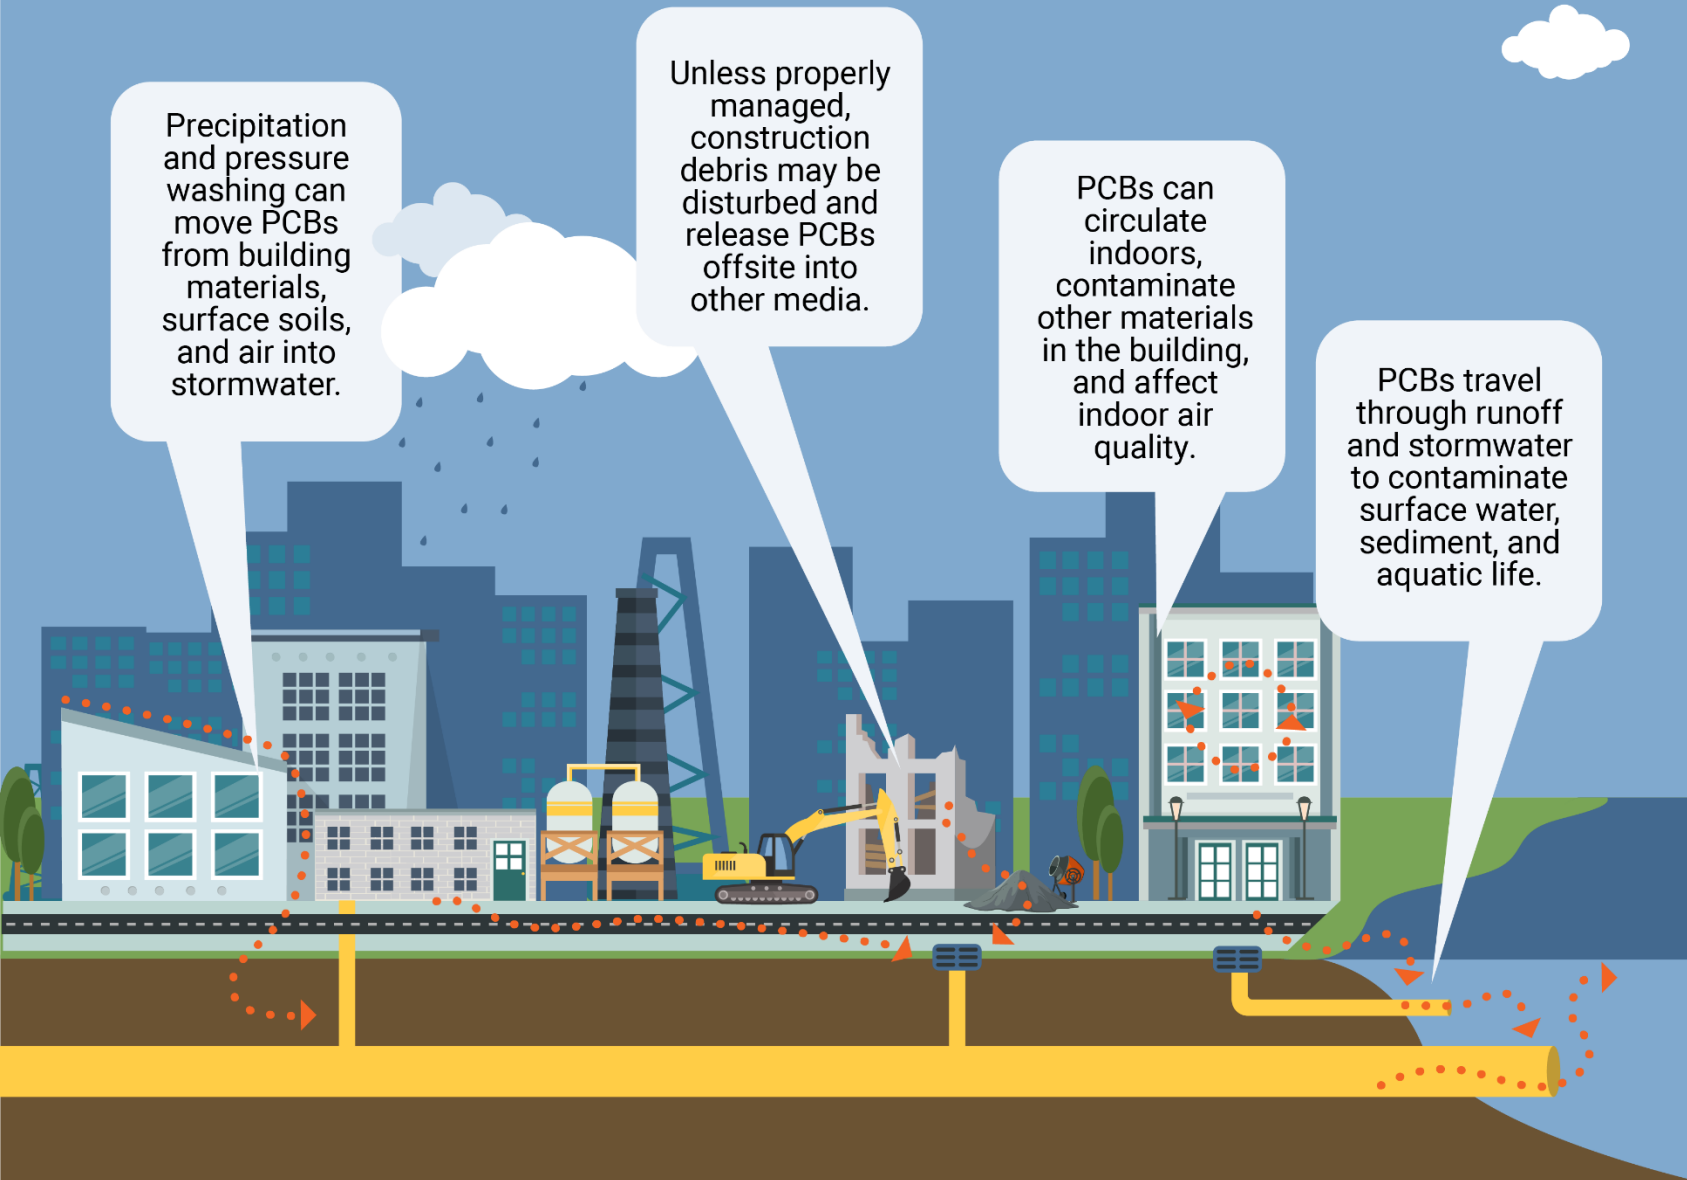 Precipitation
and pressure
washing can
move PCBs
from building
materials,
surface soils,
and air into
stormwater.
Unless properly
managed,
construction
debris may be
disturbed and
release PCBs
offsite into
other media.
PCBs can
circulate
indoors,
contaminate
other materials
in the building,
and affect
indoor air
quality.
PCBs travel
through runoff
and stormwater
to contaminate
surface water,
sediment, and
aquatic life.